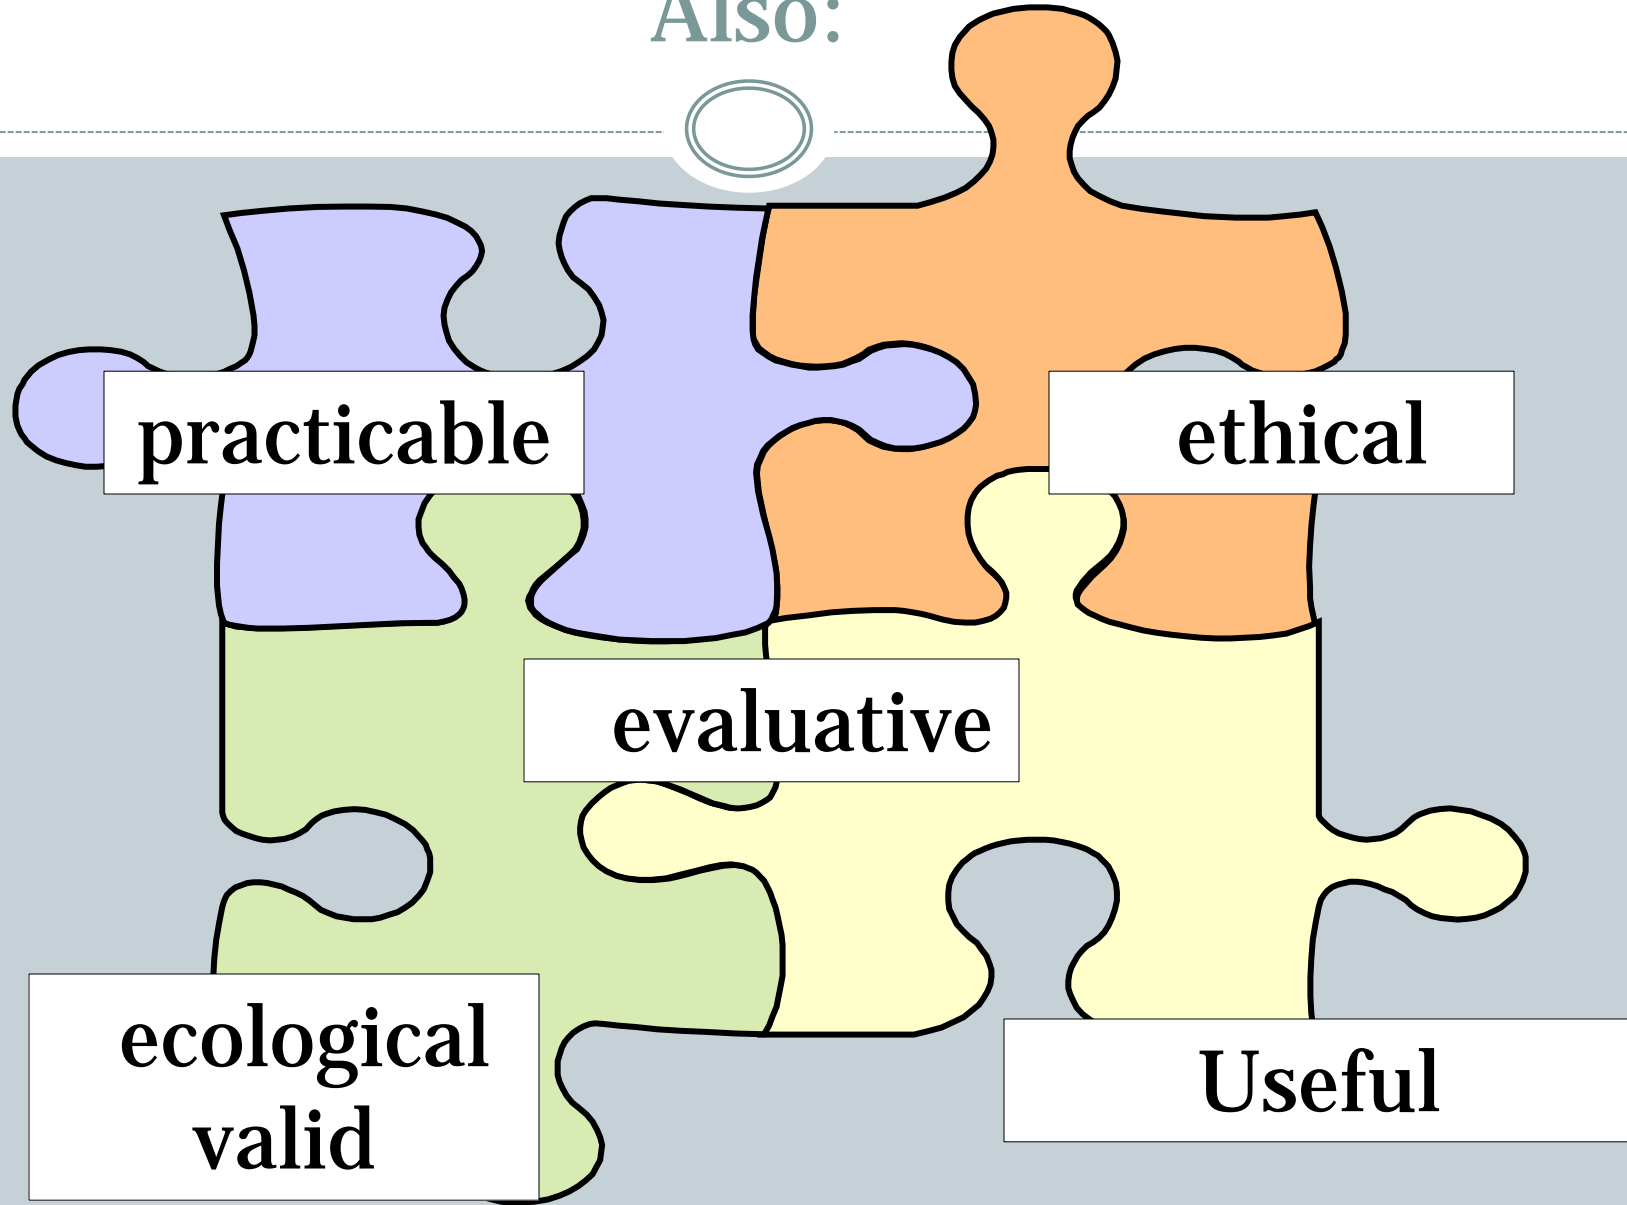 Also:
practicable
ethical
evaluative
ecological
valid
Useful